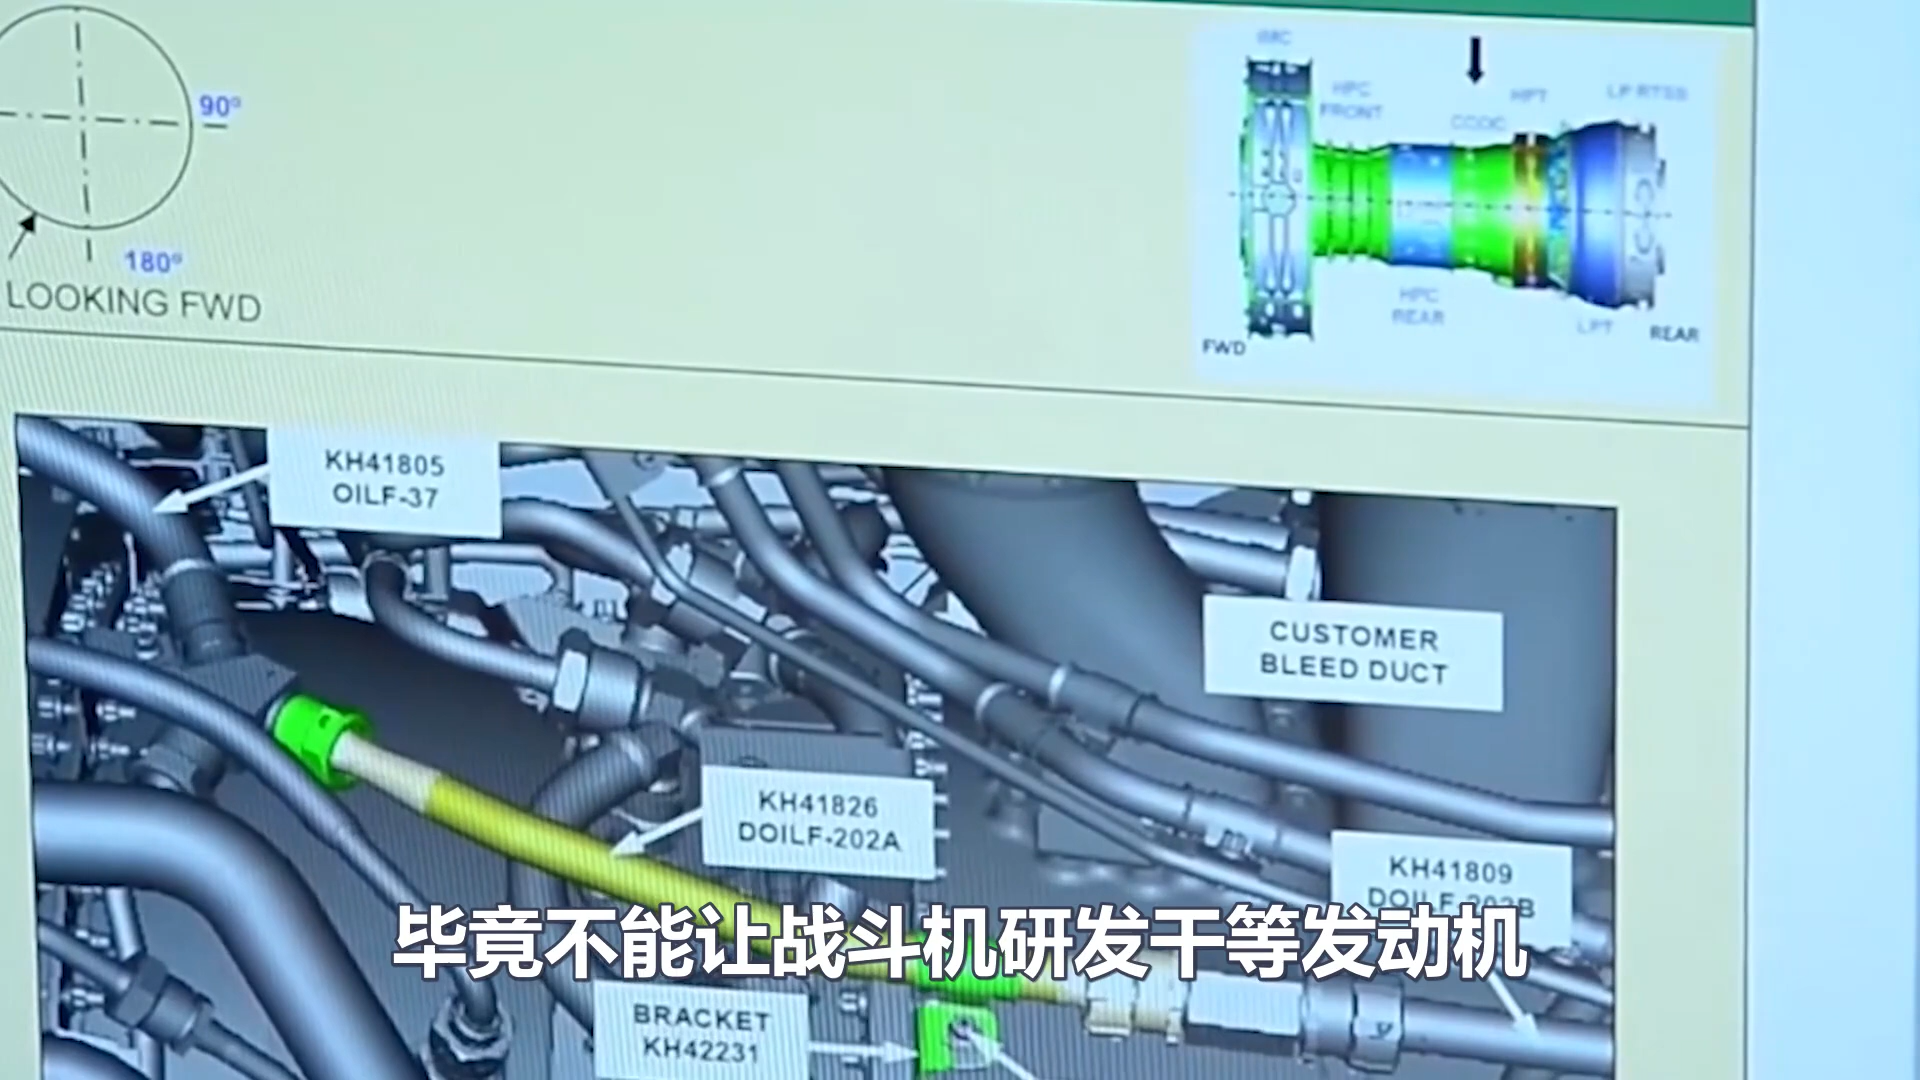 90°
180°
LOOKING FWD
HPC
FRONT
HPT
HPC
REAR
LPT
FWD
REAR
KH41805
OILF-37
CUSTOMER
BLEED DUCT
KH41826
DOILF-202A
KH41809
DOILF-202B
毕竟不能让战斗机研发干等发动机
BRACKET
KH42231